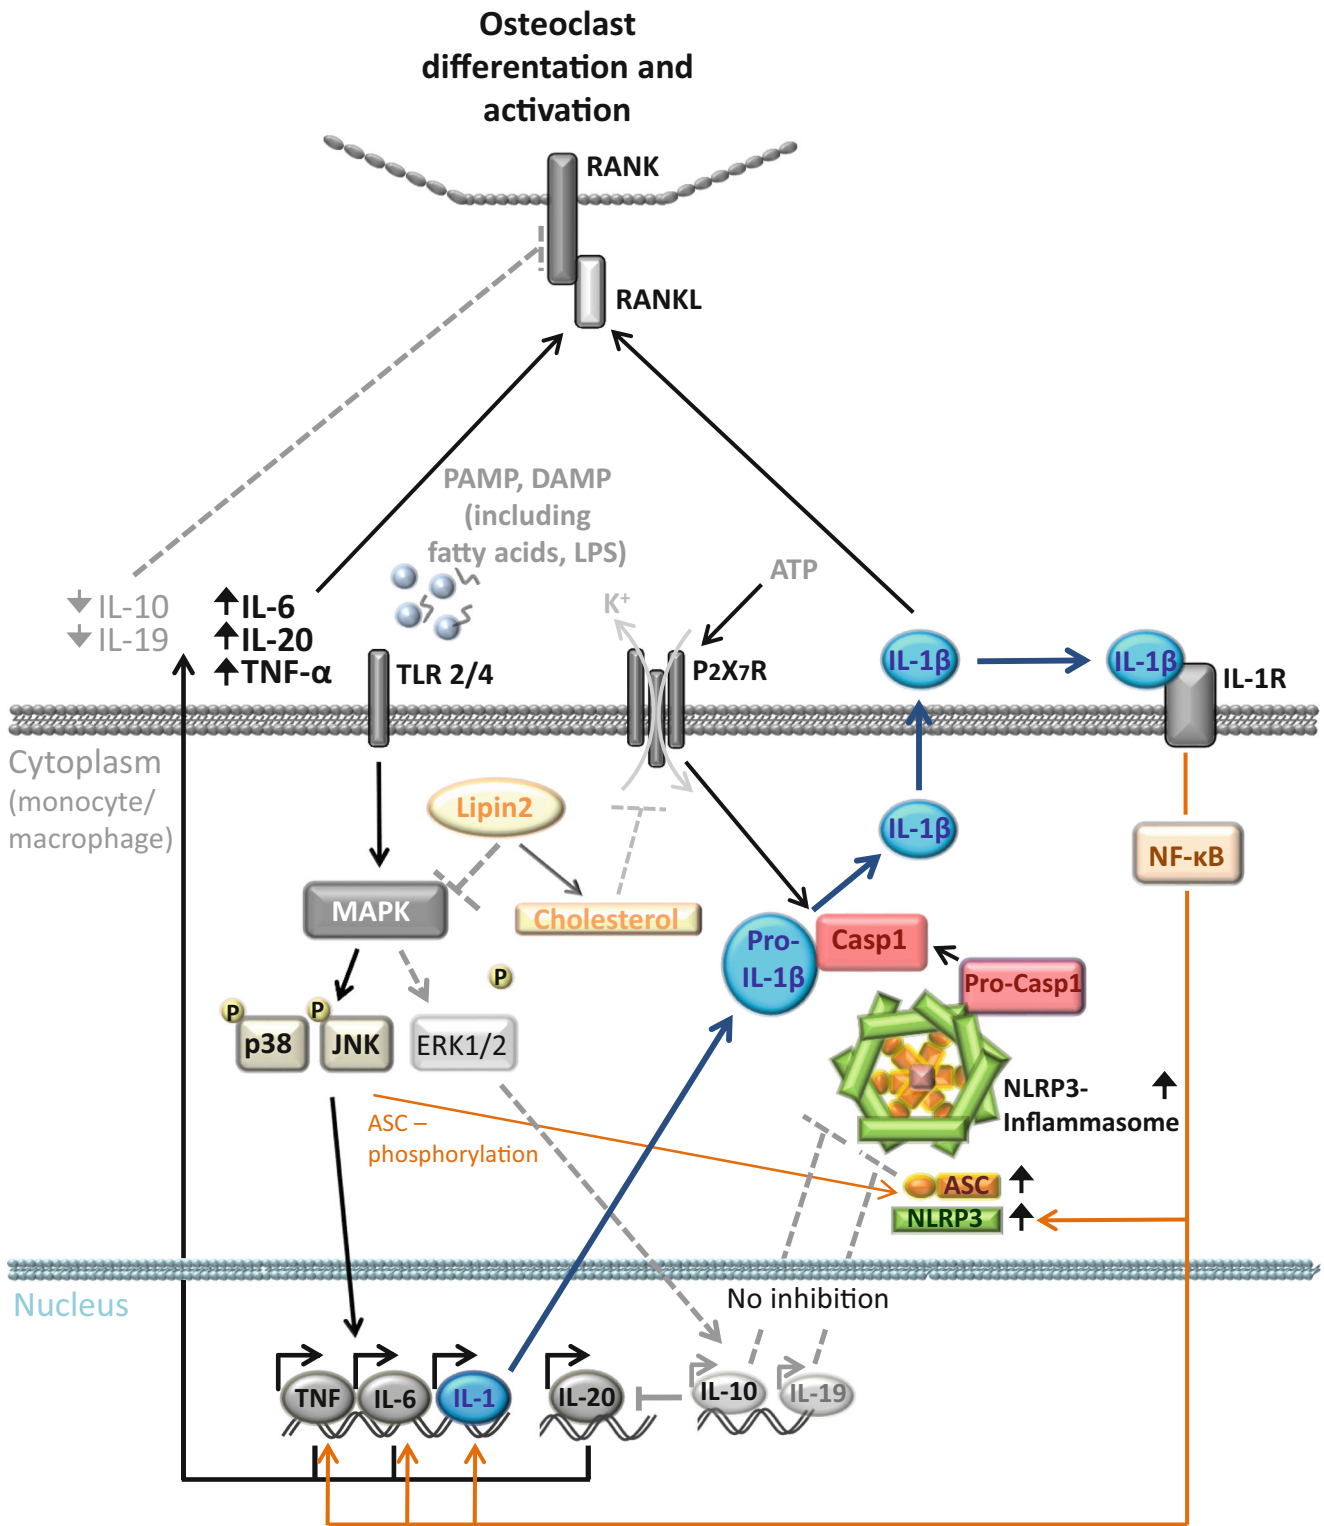 Osteoclast
differentation and
activation
RANK
RANKL
PAMP, DAMP
(including
fatty acids, LPS)
ATP
K+
IL-10
IL-19
IL-6
IL-20
TNF-α
TLR 2/4
P2X7R
IL-1β
IL-1β
IL-1R
Cytoplasm
(monocyte/
macrophage)
Lipin2
IL-1β
NF-κB
MAPK
Cholesterol
Pro-
IL-1β
Casp1
Pro-Casp1
P
P
P
p38
JNK
ERK1/2
NLRP3-
Inflammasome
ASC –
phosphorylation
ASC
NLRP3
Nucleus
No inhibition
TNF
IL-6
IL-1
IL-20
IL-10
IL-19